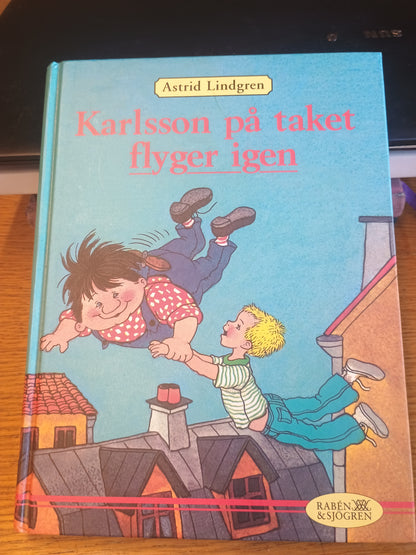 Astrid Lindgren
Karlsson på taket
flyger igen
RABÉN
&SJÖGREN